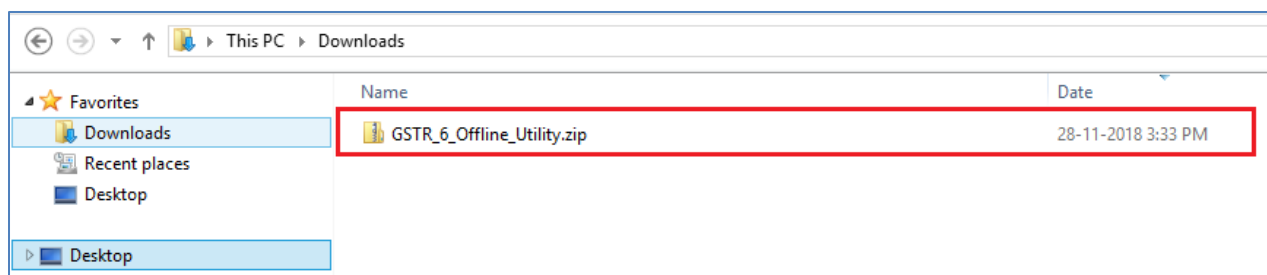 This PC Downloads
Favorites
Downloads
Recent places
Desktop
Desktop
Name Date
GSTR_6_Offline_Utility.zip 28-11-2018 3:33 PM